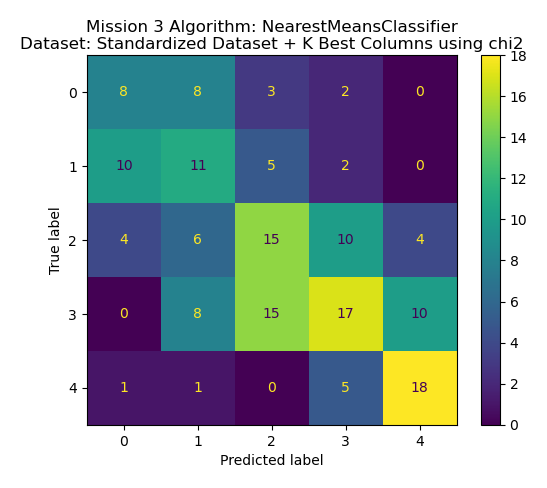 Mission 3 Algorithm: NearestMeansClassifier
Dataset: Standardized Dataset + K Best Columns using chi2
True label
0 8 8 3 2 0
1 10 11 5 2 0
2 4 6 15 10 4
3 0 8 15 17 10
4 1 1 0 5 18
0 1 2 3 4
Predicted label
18
16
14
12
10
8
6
4
2
0